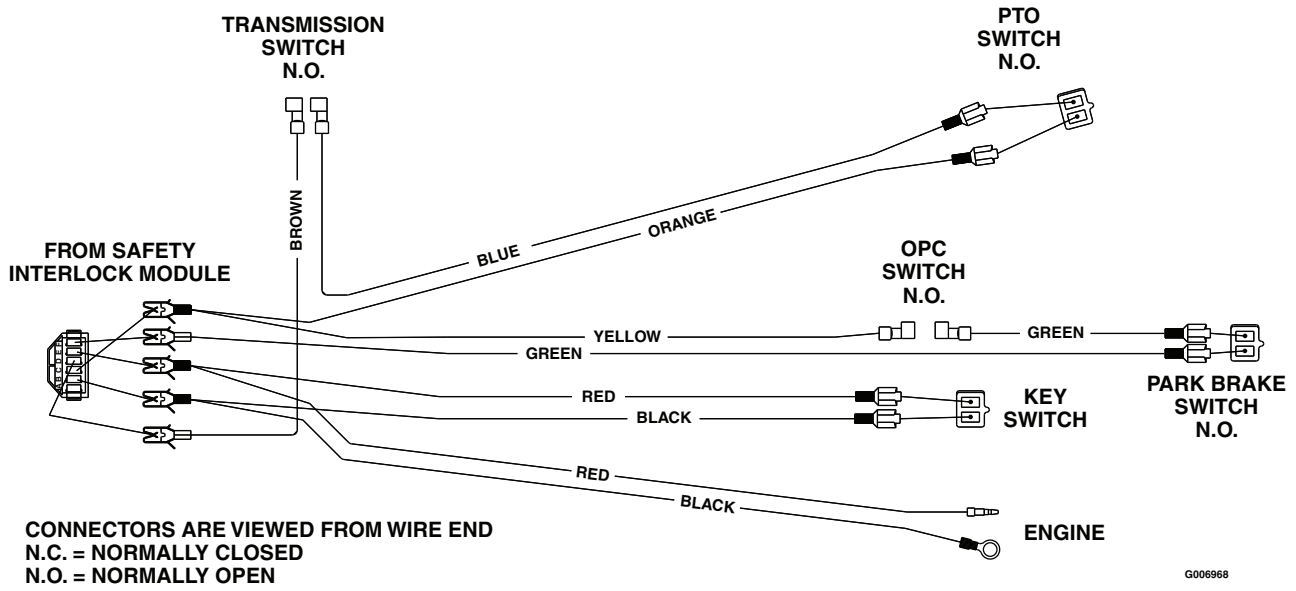 TRANSMISSION
SWITCH
N.O.
PTO
SWITCH
N.O.
BROWN
BLUE
ORANGE
FROM SAFETY
INTERLOCK MODULE
OPC
SWITCH
N.O.
YELLOW
GREEN
GREEN
RED
BLACK
KEY
SWITCH
PARK BRAKE
SWITCH
N.O.
RED
BLACK
ENGINE
CONNECTORS ARE VIEWED FROM WIRE END
N.C. = NORMALLY CLOSED
N.O. = NORMALLY OPEN
G006968